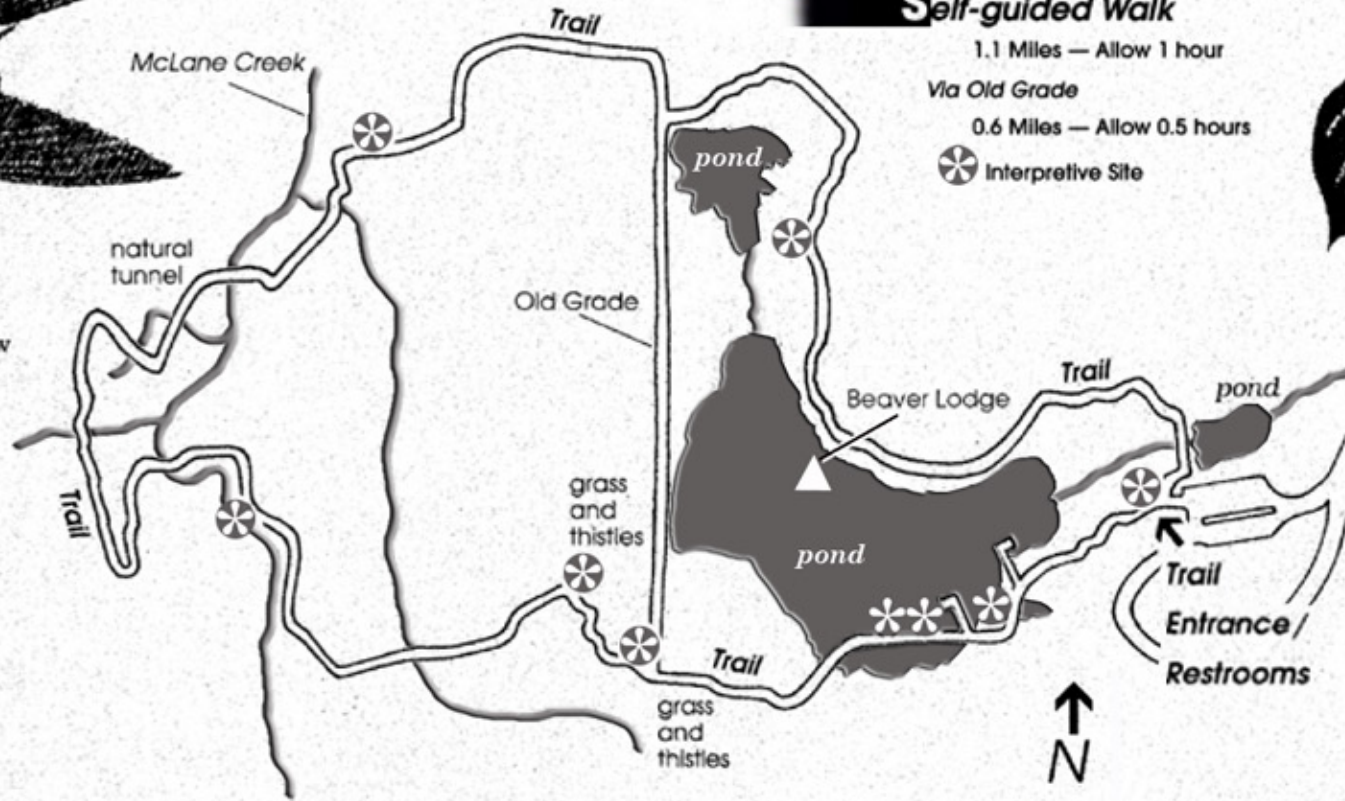 Self-guided Walk
1.1 Miles — Allow 1 hour
Via Old Grade
0.6 Miles — Allow 0.5 hours
Interpretive Site
Trail
McLane Creek
pond
natural
tunnel
Old Grade
Trail
Beaver Lodge
pond
grass
and
thistles
Trail
pond
Trail
Entrance
Restrooms
Trail
grass
and
thistles
N